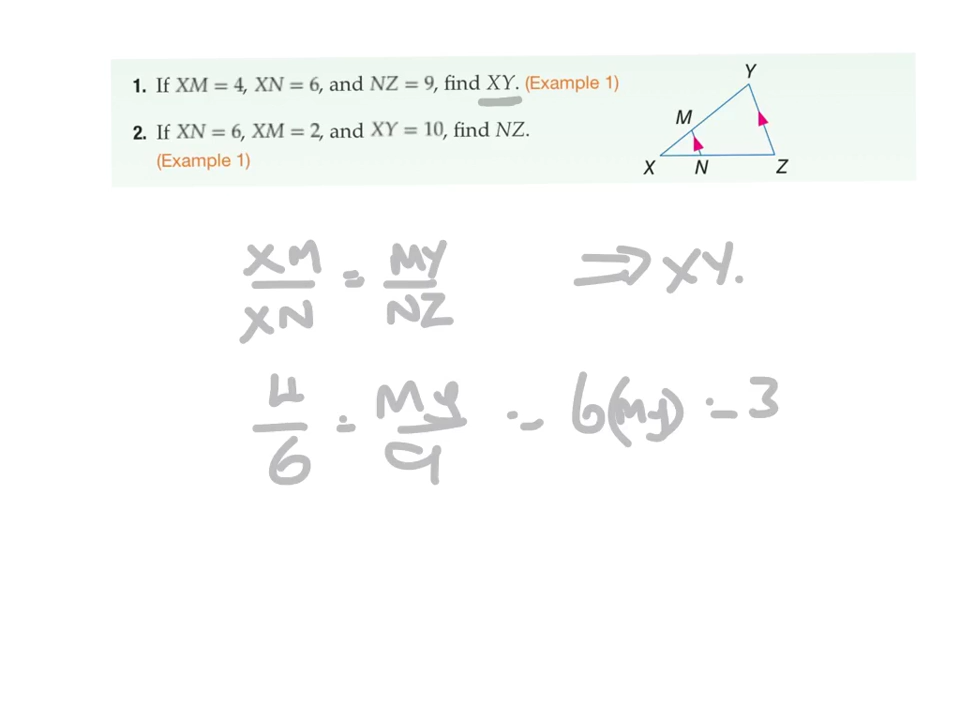 1. If XM = 4, XN = 6, and NZ = 9, find XY. (Example 1)
2. If XN = 6, XM = 2, and XY = 10, find NZ.
(Example 1)
Y
M
X
N
Z
XM/XN = MY/NZ ⇒ XY.
4/6 = My/9 = 6(my) = 3